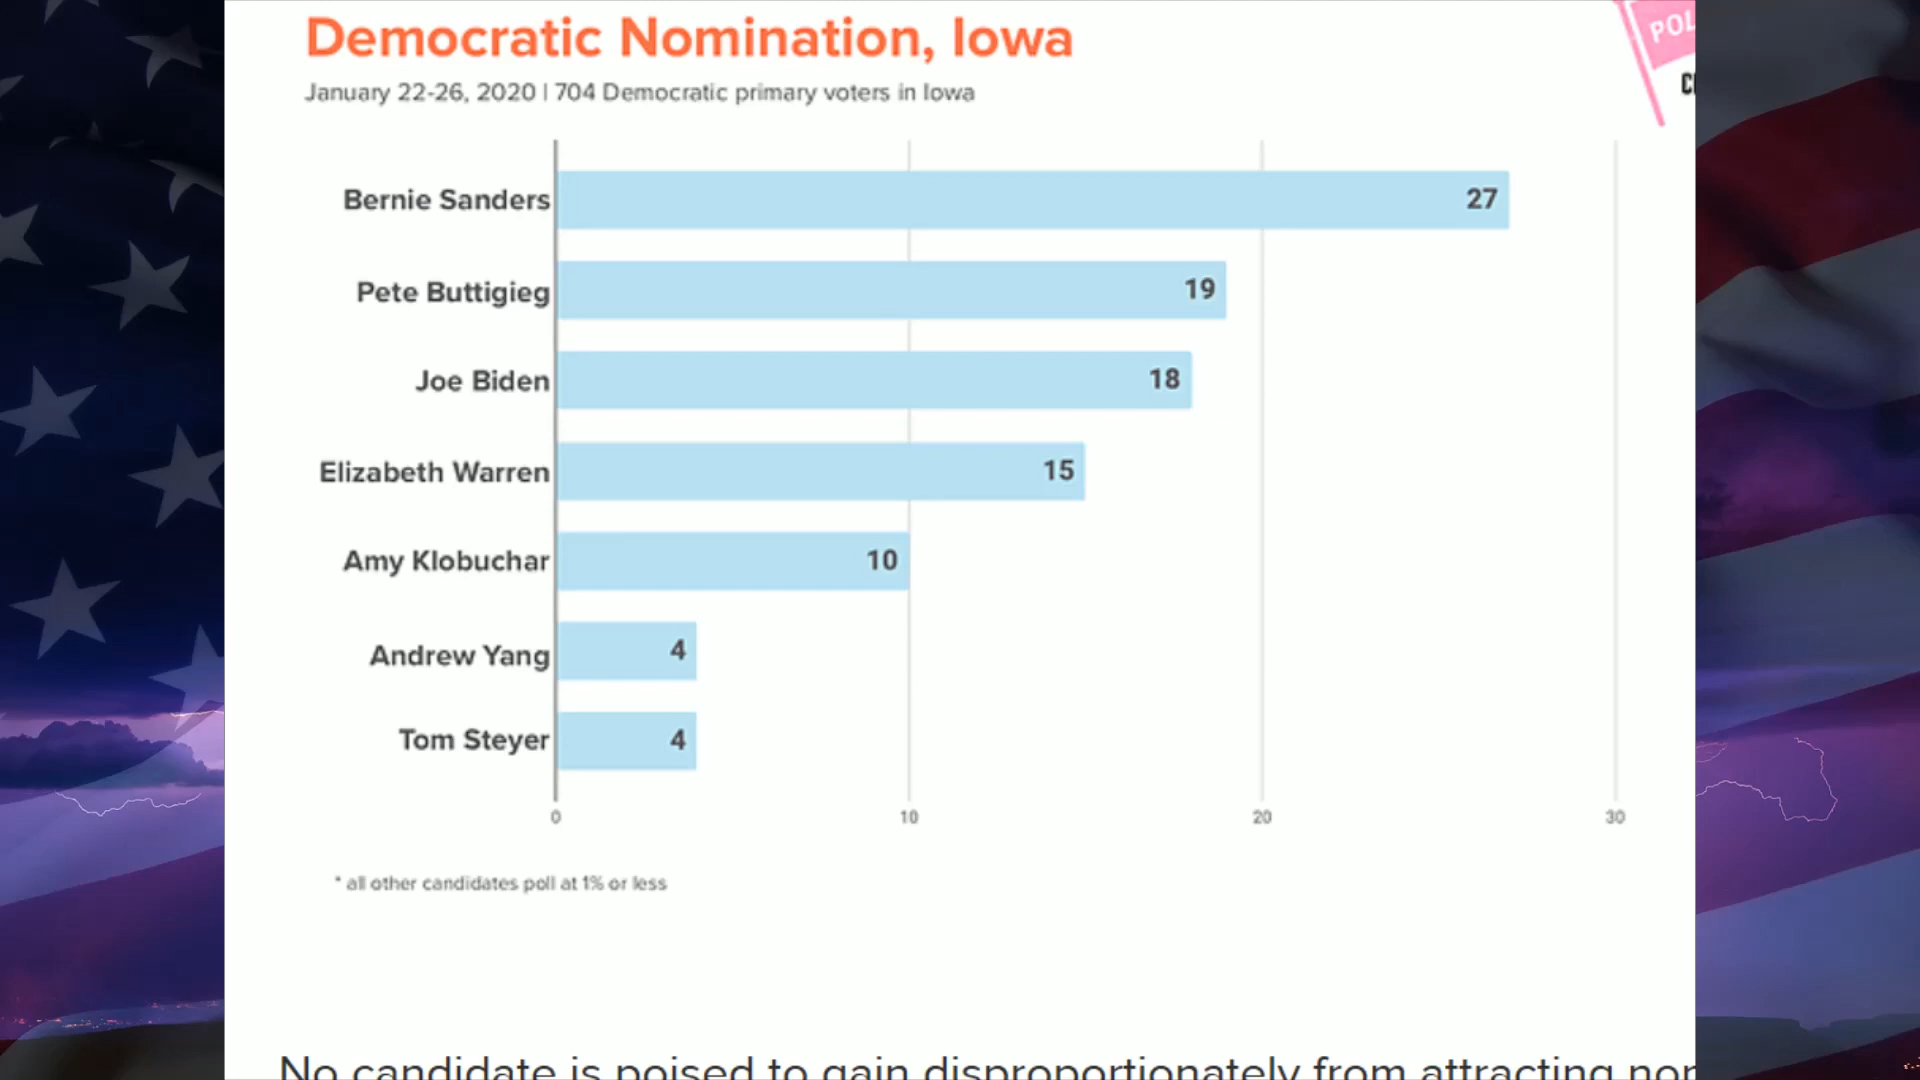 Democratic Nomination, Iowa
January 22-26, 2020 | 704 Democratic primary voters in Iowa
Bernie Sanders 27
Pete Buttigieg 19
Joe Biden 18
Elizabeth Warren 15
Amy Klobuchar 10
Andrew Yang 4
Tom Steyer 4
0 10 20 30
* all other candidates poll at 1% or less
No candidate is poised to gain disproportionately from attracting